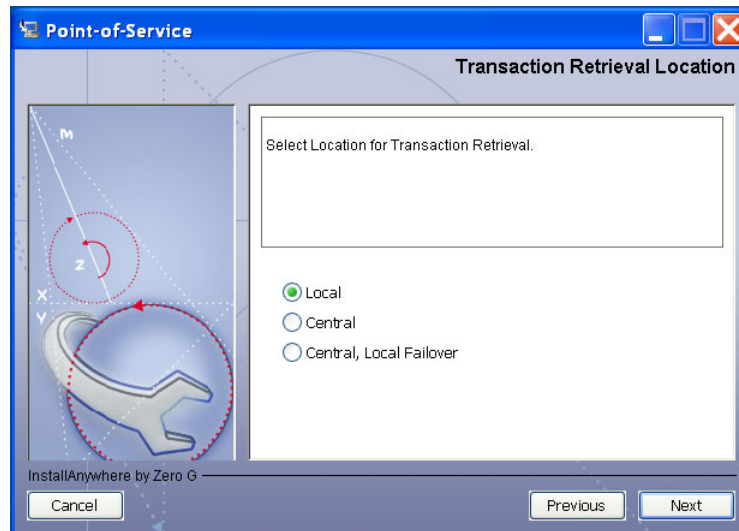 Point-of-Service
Transaction Retrieval Location
M
Z
X
Y
Select Location for Transaction Retrieval.
Local
Central
Central, Local Failover
InstallAnywhere by Zero G
Cancel
Previous
Next